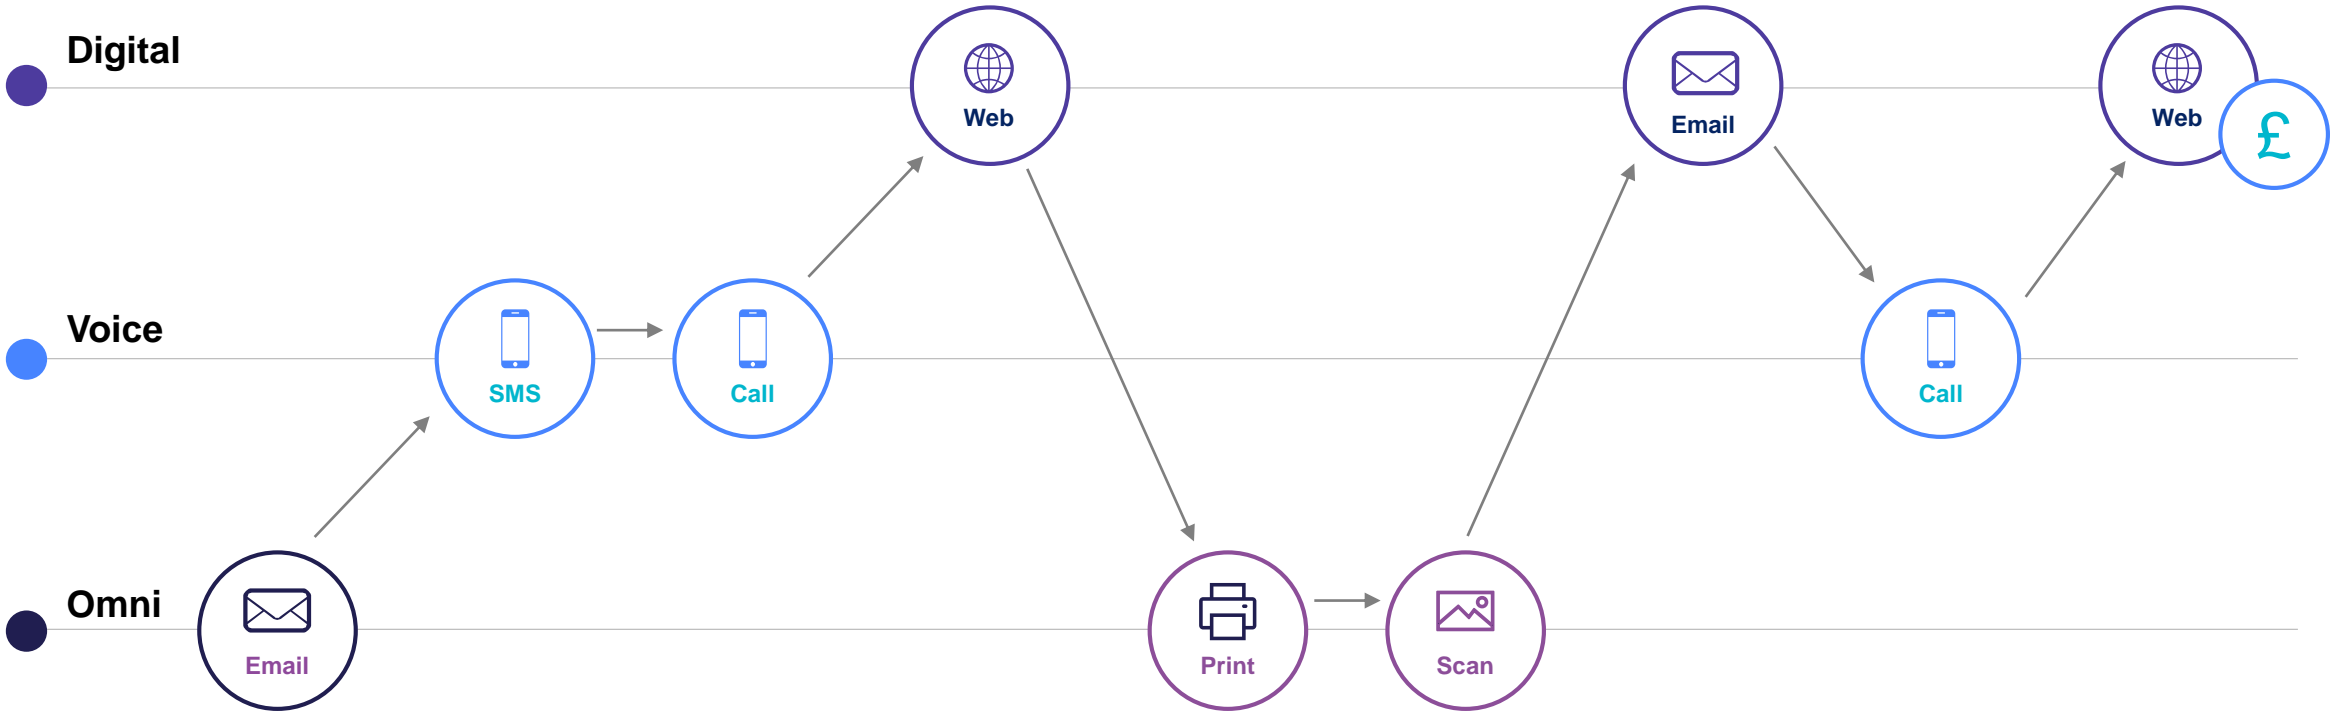 Digital
Web
Email
Web
£
Voice
SMS
Call
Call
Omni
Email
Print
Scan